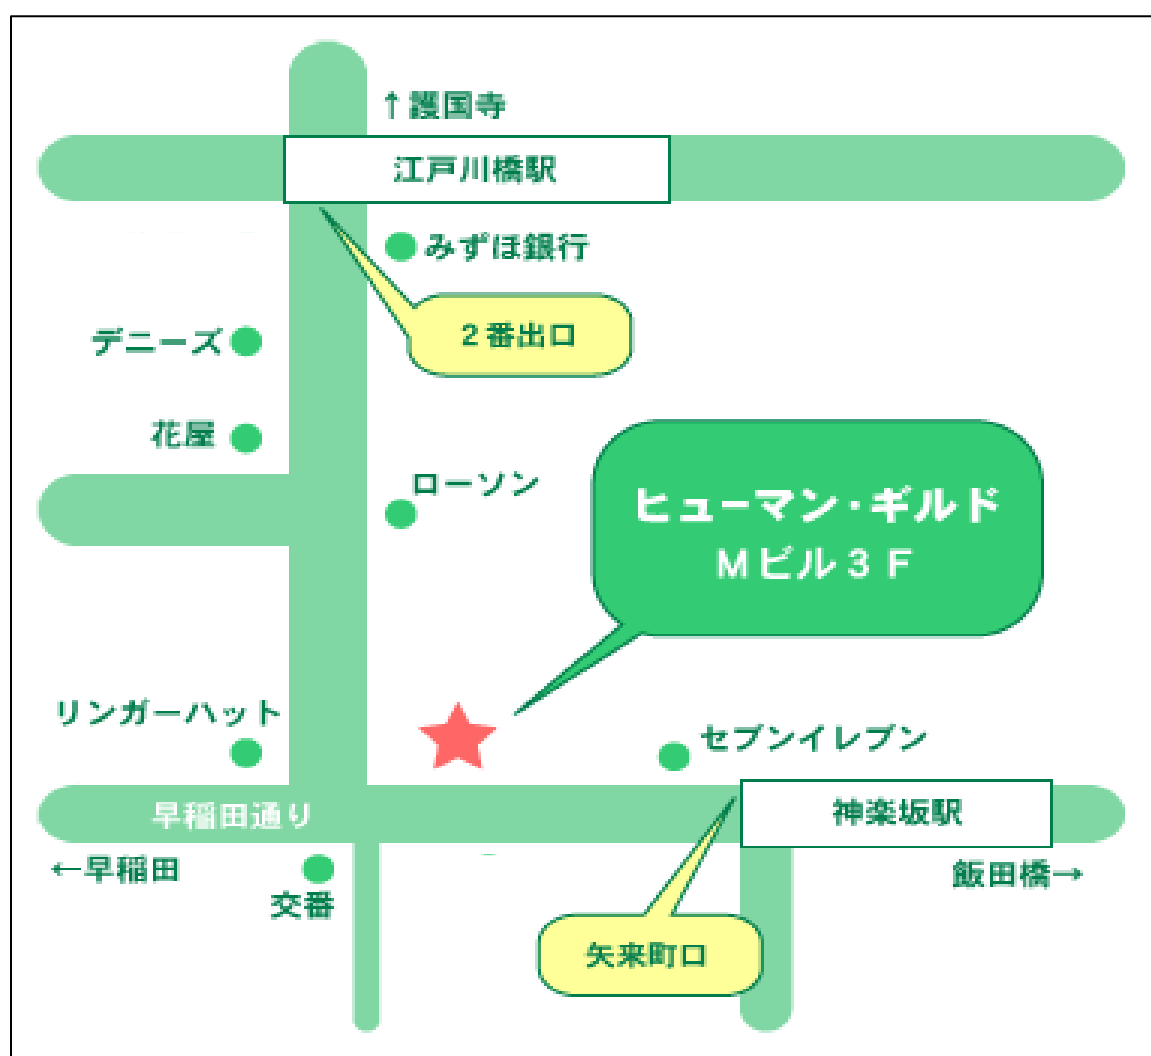 ↑護国寺
江戸川橋駅
みずほ銀行
２番出口
デニーズ
花屋
ローソン
ヒューマン・ギルド
Ｍビル３Ｆ
リンガーハット
セブンイレブン
早稲田通り
神楽坂駅
←早稲田
飯田橋→
交番
矢来町口